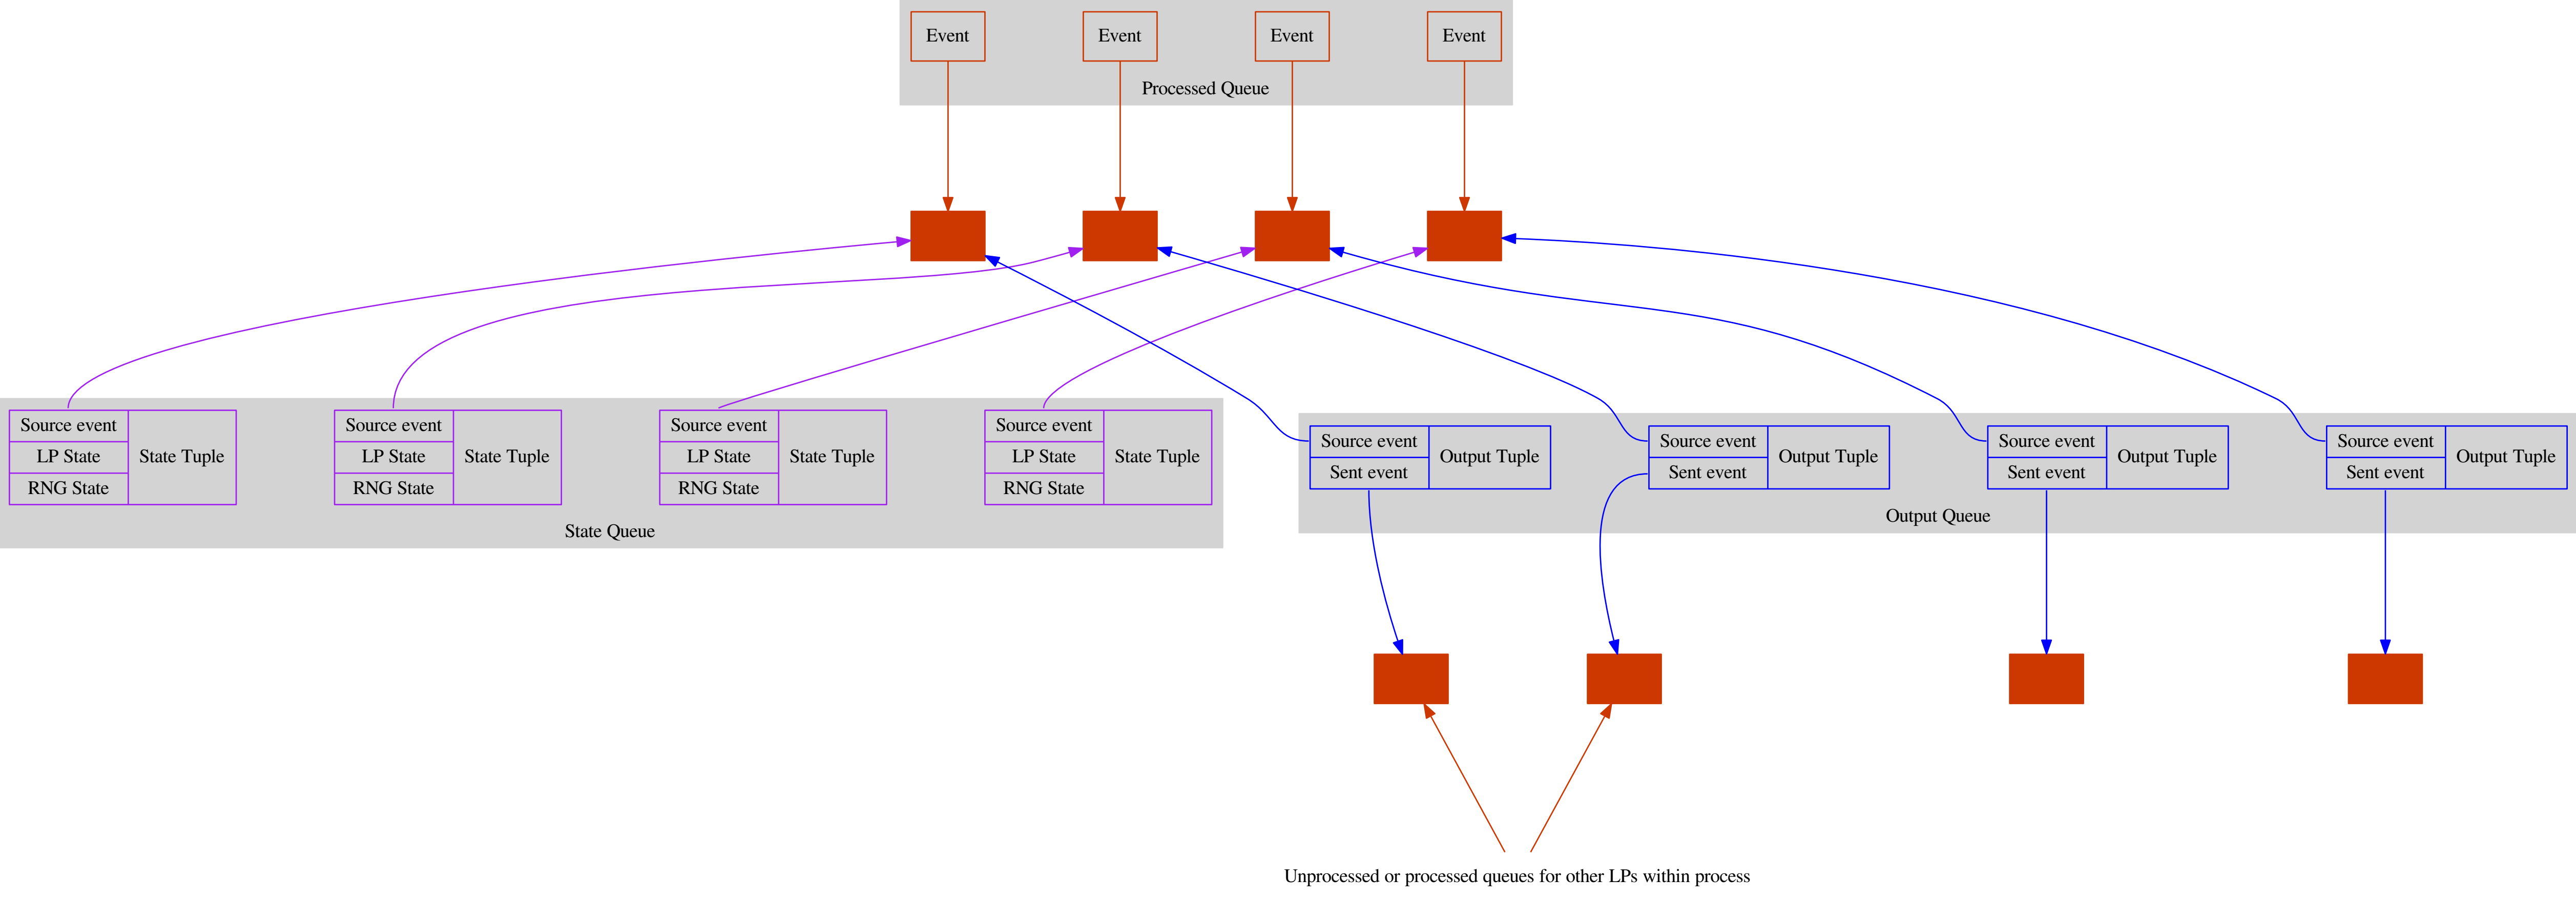 Event
Event
Event
Event
Processed Queue
Source event
LP State
RNG State
State Tuple
Source event
LP State
RNG State
State Tuple
Source event
LP State
RNG State
State Tuple
Source event
LP State
RNG State
State Tuple
State Queue
Source event
Sent event
Output Tuple
Source event
Sent event
Output Tuple
Source event
Sent event
Output Tuple
Source event
Sent event
Output Tuple
Output Queue
Unprocessed or processed queues for other LPs within process